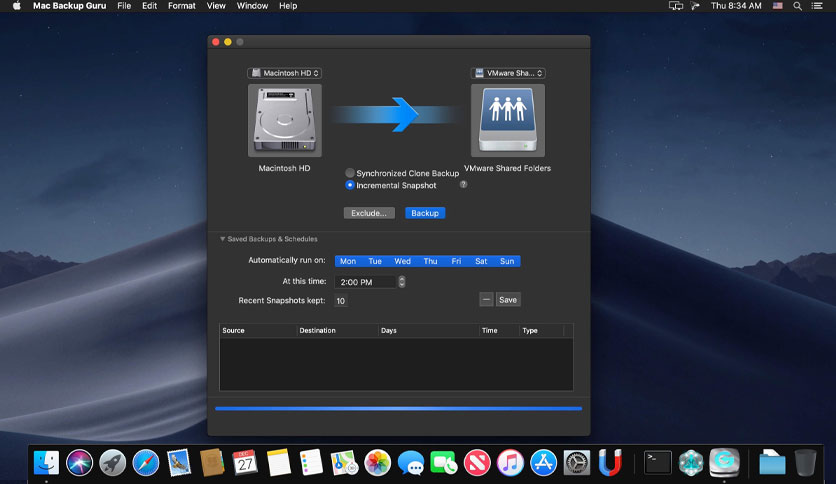 Mac Backup Guru File Edit Format View Window Help Thu 8:34 AM
Macintosh HD VMware Sha...
Macintosh HD VMware Shared Folders
Synchronized Clone Backup
Incremental Snapshot ?
Exclude... Backup
Saved Backups & Schedules
Automatically run on: Mon Tue Wed Thu Fri Sat Sun
At this time: 2:00 PM
Recent Snapshots kept: 10 Save
Source Destination Days Time Type
27
>_